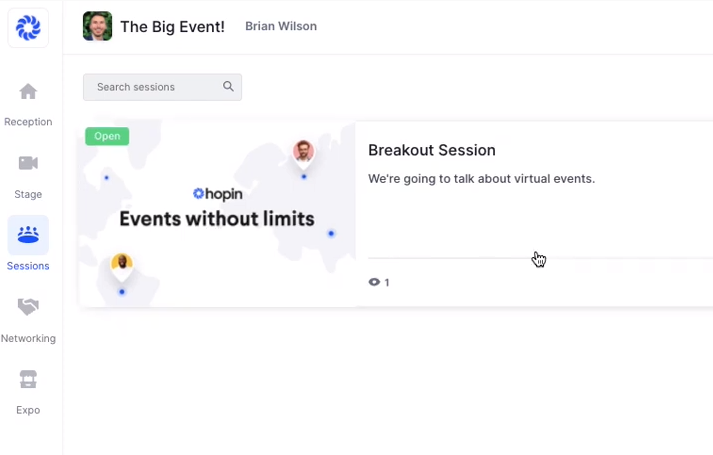 The Big Event! Brian Wilson
Search sessions
Reception
Stage
Sessions
Networking
Expo
Open
hopin
Events without limits
Breakout Session
We're going to talk about virtual events.
1